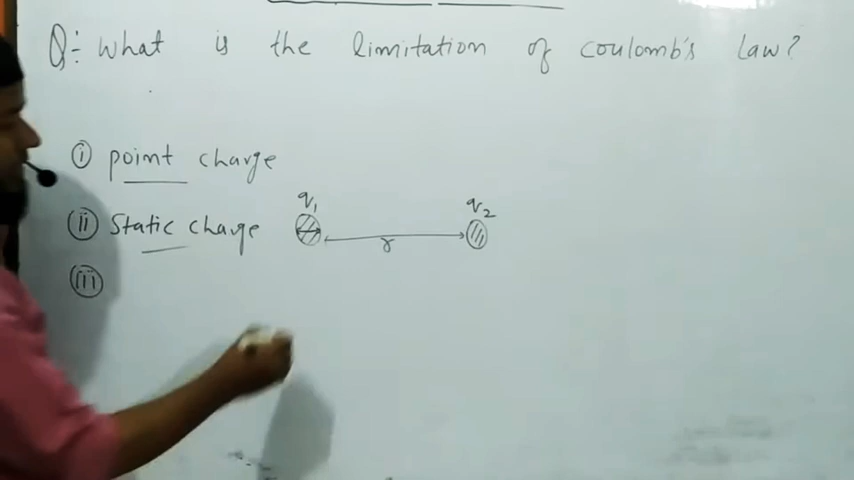 Q:- What is the limitation of coulomb's law?
(i) point charge
(ii) Static charge
q1 q2
r
(iii)